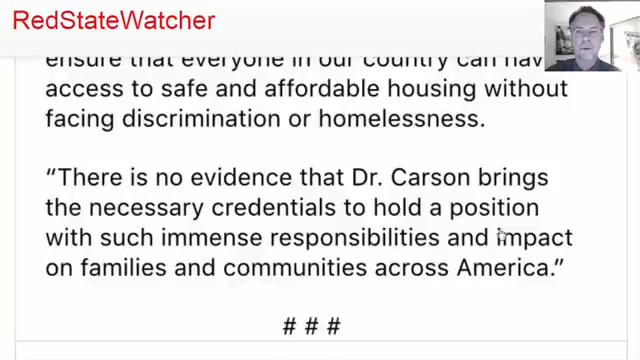 RedStateWatcher
ensure that everyone in our country can have
access to safe and affordable housing without
facing discrimination or homelessness.
“There is no evidence that Dr. Carson brings
the necessary credentials to hold a position
with such immense responsibilities and impact
on families and communities across America.”
# # #